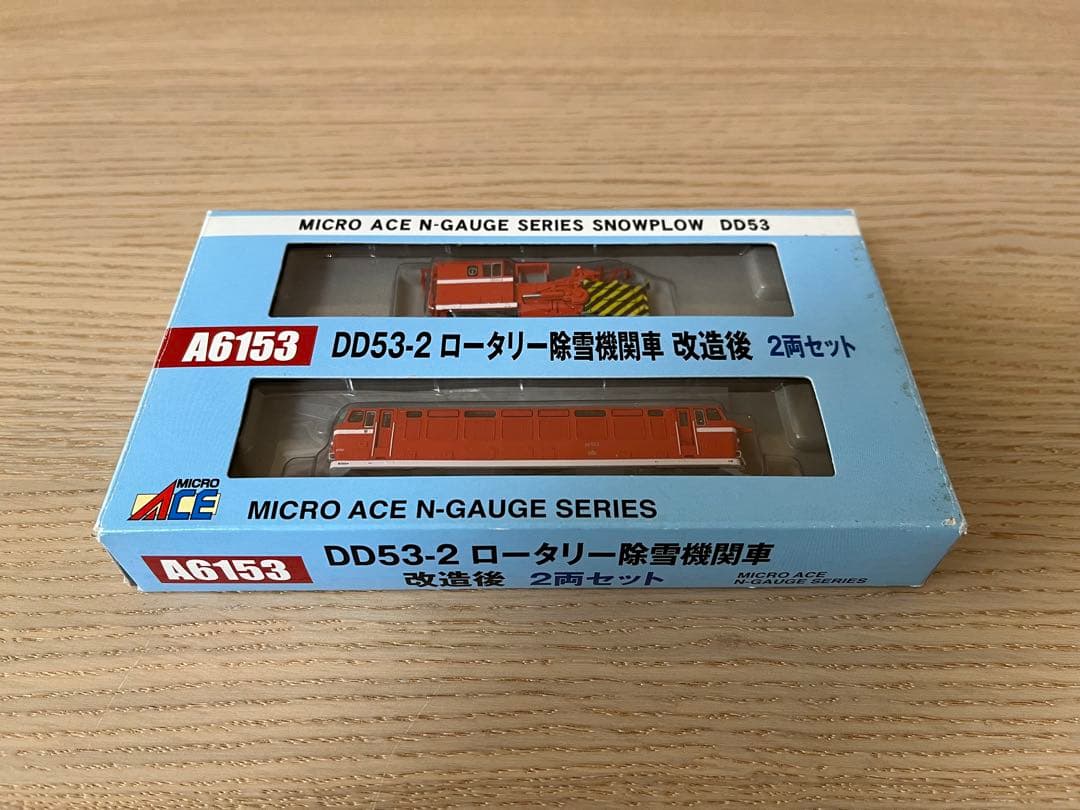 MICRO ACE N-GAUGE SERIES SNOWPLOW DD53
A6153 DD53-2 ロータリー除雪機関車 改造後 2両セット
MICRO ACE
MICRO ACE N-GAUGE SERIES
A6153 DD53-2 ロータリー除雪機関車
改造後 2両セット
MICRO ACE
N-GAUGE SERIES